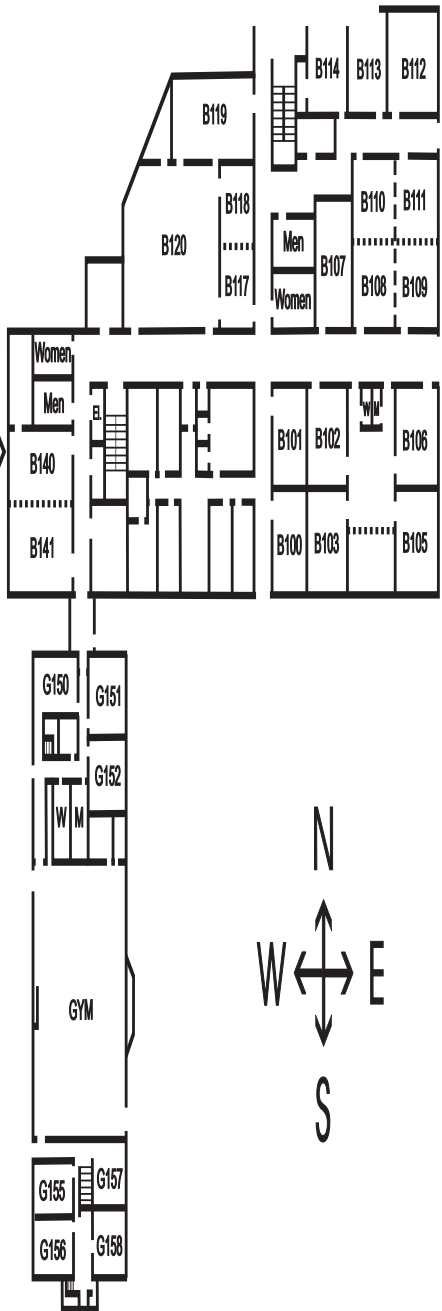 B114 B113 B112
B119
B118 B110 B111
B120 Men B107
B117 Women B108 B109
Women
Men El. W M
B101 B102 B106
B140
B141 B100 B103 B105
G150 G151
G152
W M
N
W E
S
GYM
G155 G157
G156 G158